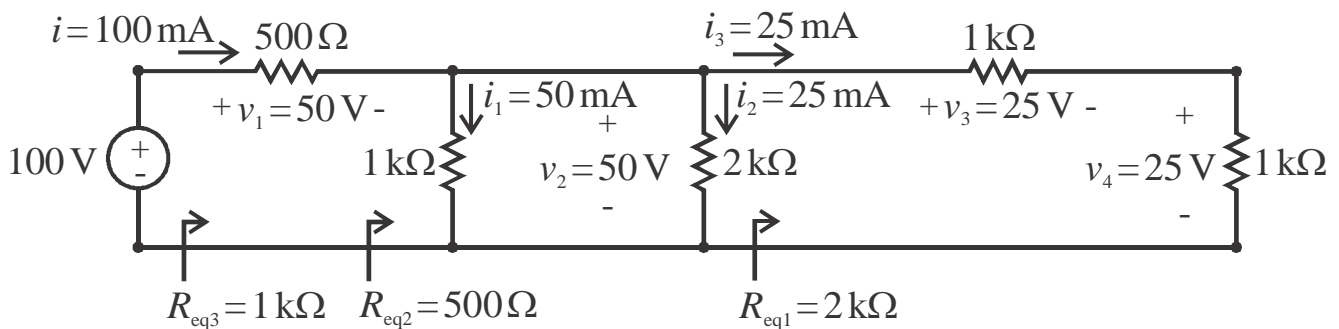 i = 100 mA
500 Ω
i₃ = 25 mA
1 kΩ
+ v₁ = 50 V -
i₁ = 50 mA
i₂ = 25 mA
+ v₃ = 25 V -
100 V
+
-
1 kΩ
+
v₂ = 50 V
-
2 kΩ
+
v₄ = 25 V
-
1 kΩ
R_eq3 = 1 kΩ
R_eq2 = 500 Ω
R_eq1 = 2 kΩ